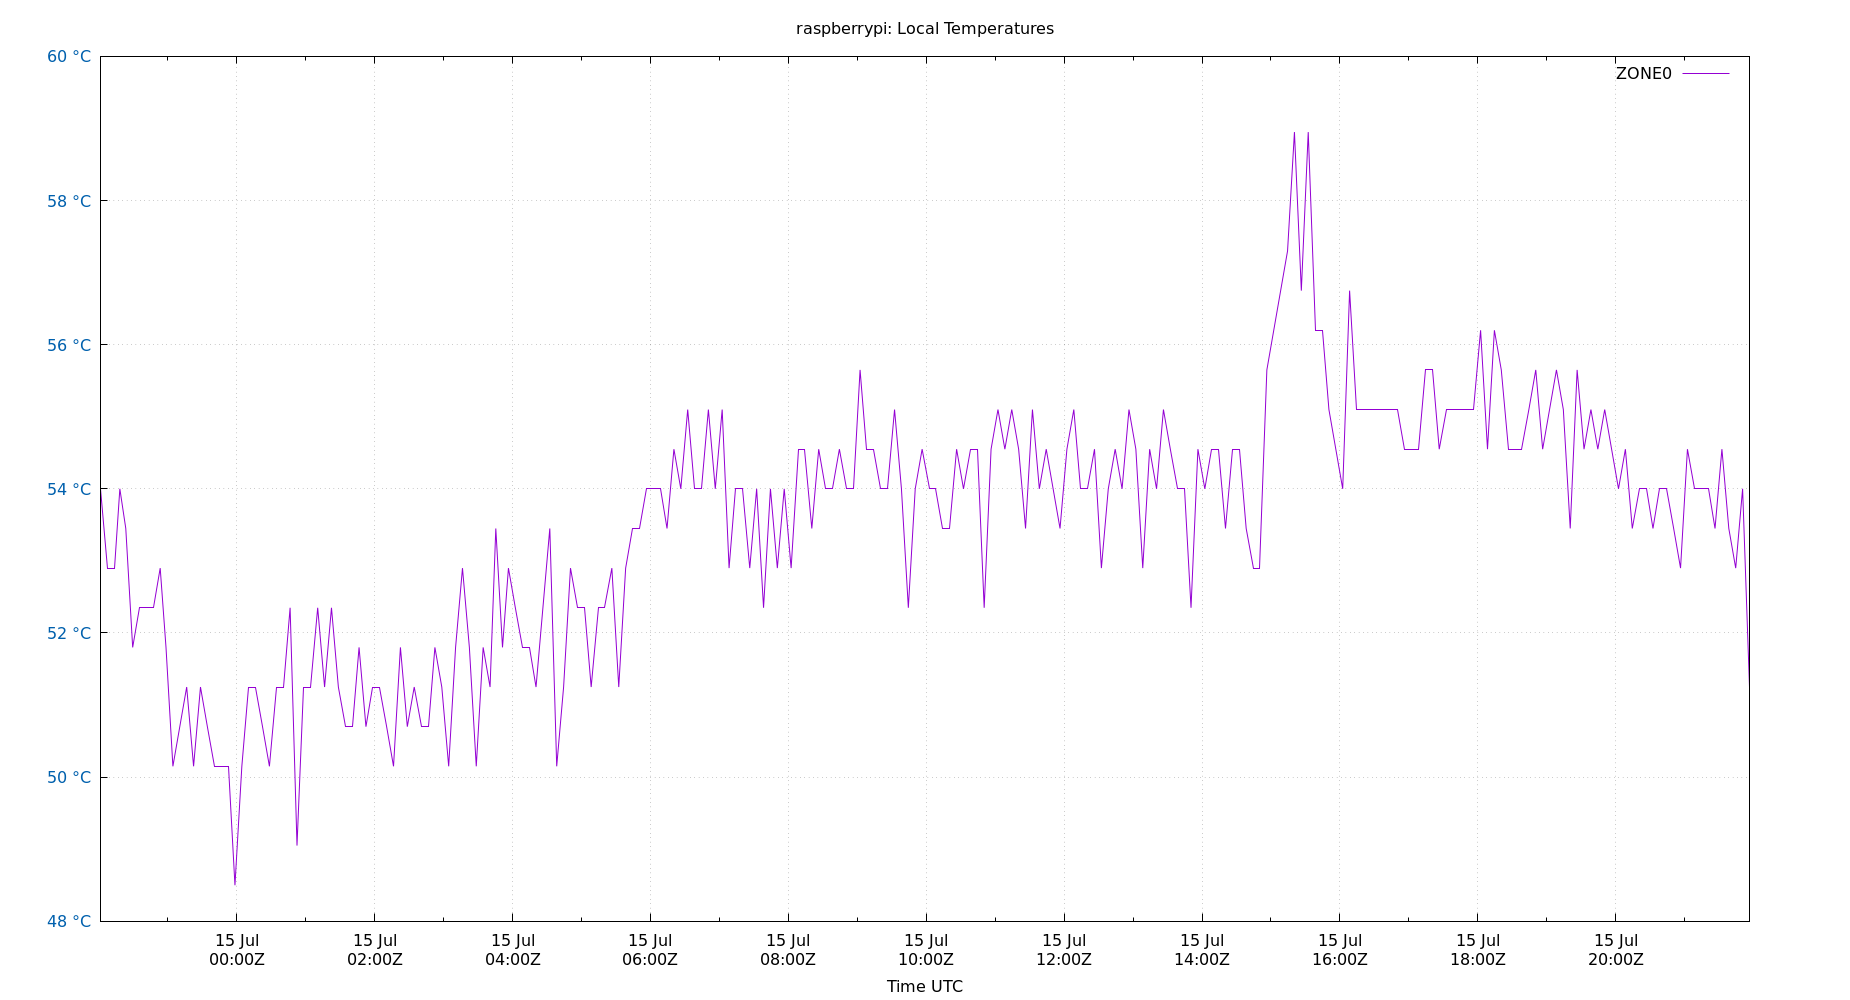 raspberrypi: Local Temperatures
60 °C
ZONE0
58 °C
56 °C
54 °C
52 °C
50 °C
48 °C
15 Jul 15 Jul 15 Jul 15 Jul 15 Jul 15 Jul 15 Jul 15 Jul 15 Jul 15 Jul 15 Jul
00:00Z 02:00Z 04:00Z 06:00Z 08:00Z 10:00Z 12:00Z 14:00Z 16:00Z 18:00Z 20:00Z
Time UTC